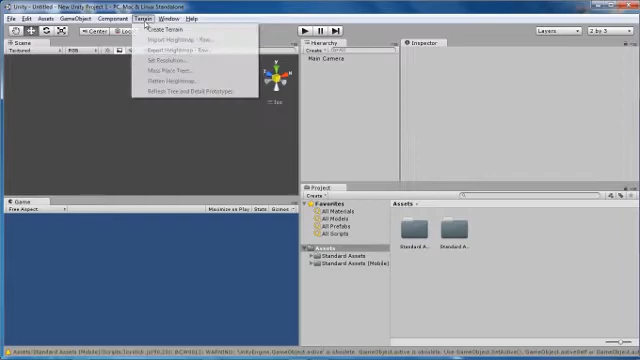 Unity - Untitled - New Unity Project 1 - PC, Mac & Linux Standalone
File Edit Assets GameObject Component Terrain Window Help
Center
Layers
2 by 3
Create Terrain
Import Heightmap - Raw...
Export Heightmap - Raw...
Set Resolution...
Mass Place Trees...
Flatten Heightmap...
Refresh Tree and Detail Prototypes
Scene
Textured
RGB
Iso
Hierarchy
Create
All
Main Camera
Inspector
Game
Free Aspect
Maximize on Play
Stats
Gizmos
Project
Create
Favorites
All Materials
All Models
All Prefabs
All Scripts
Assets
Standard Assets
Standard Assets (Mobile)
Assets
Standard A...
Standard A...